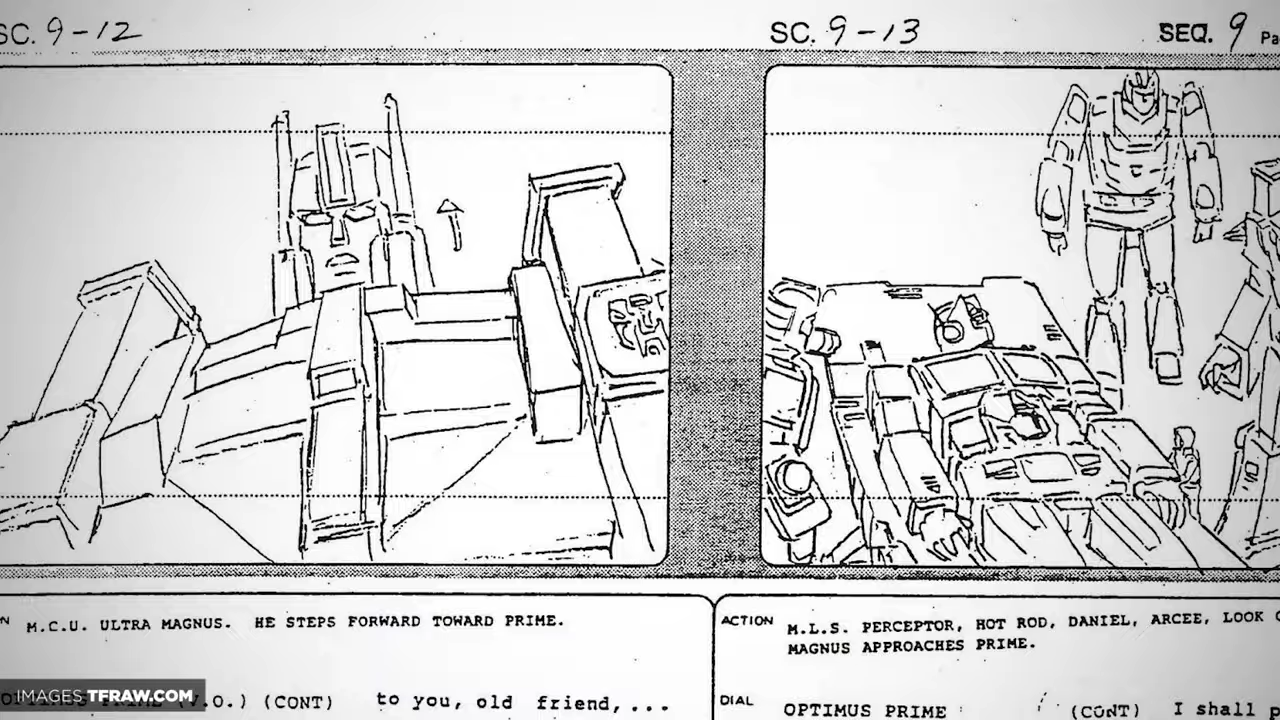 SC. 9-12
SC. 9-13 SEQ. 9
M.C.U. ULTRA MAGNUS. HE STEPS FORWARD TOWARD PRIME.
(V.O.) (CONT) to you, old friend,...
ACTION M.L.S. PERCEPTOR, HOT ROD, DANIEL, ARCEE, LOOK
MAGNUS APPROACHES PRIME.
DIAL OPTIMUS PRIME (CONT) I shall
IMAGES TFRAW.COM